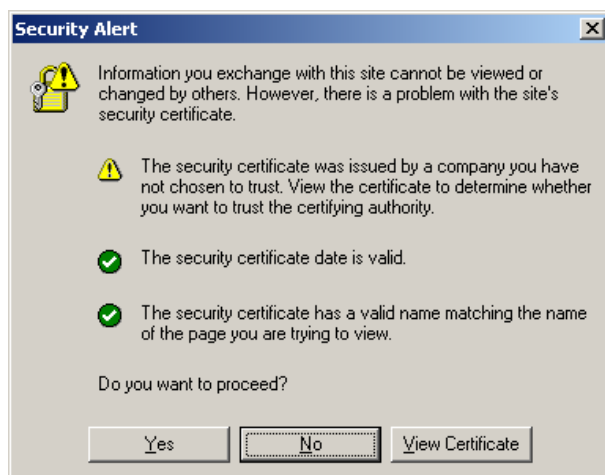 Security Alert
Information you exchange with this site cannot be viewed or
changed by others. However, there is a problem with the site's
security certificate.
The security certificate was issued by a company you have
not chosen to trust. View the certificate to determine whether
you want to trust the certifying authority.
The security certificate date is valid.
The security certificate has a valid name matching the name
of the page you are trying to view.
Do you want to proceed?
Yes No View Certificate